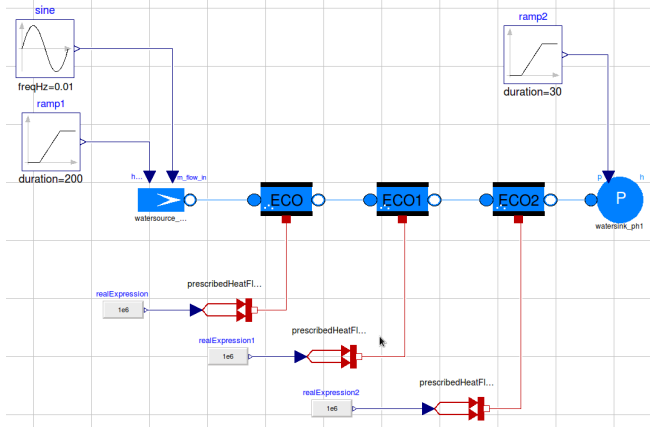 sine
freqHz=0.01
ramp1
duration=200
ramp2
duration=30
h...
m_flow_in
p
h
watersource_...
ECO
ECO1
ECO2
P
watersink_ph1
prescribedHeatFl...
realExpression
1e6
prescribedHeatFl...
realExpression1
1e6
prescribedHeatFl...
realExpression2
1e6